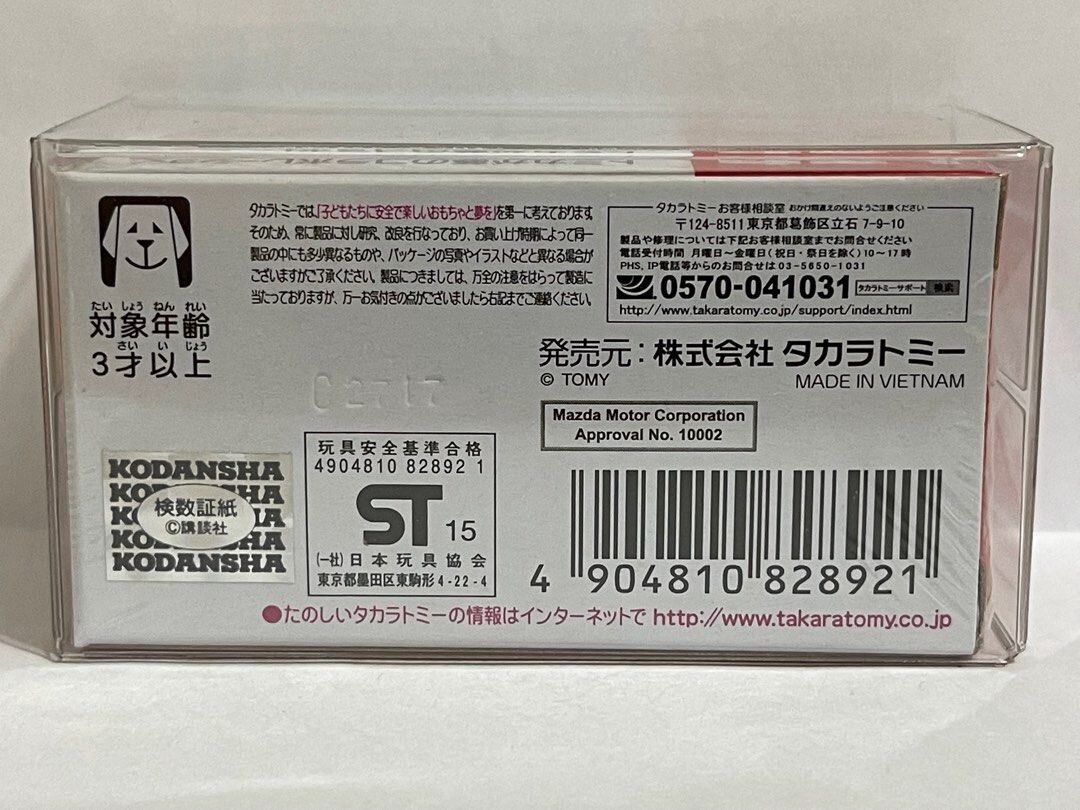 タカラトミーでは、「子どもたちに安全で楽しいおもちゃと夢を」を第一に考えております。
そのため、常に製品に対し研究、改良を行なっており、お買い上げ時期によって同一
製品の中にも多少異なるものや、パッケージの写真やイラストなどと異なる場合が
ございますがご了承ください。製品につきましては、万全の注意をはらって製造に
当たっておりますが、万一お気付きの点がございましたら右記までご連絡ください。
たい しょう ねん れい
対象年齢
さい い じょう
3才以上
タカラトミーお客様相談室 おかけ間違えのないようご注意ください
〒124-8511 東京都葛飾区立石 7-9-10
製品や修理については下記お客様相談室までお問合せください
電話受付時間 月曜日〜金曜日(祝日・祭日を除く)10〜17時
PHS、IP電話等からのお問合せは 03-5650-1031
0570-041031 タカラトミーサポート 検索
http://www.takaratomy.co.jp/support/index.html
発売元：株式会社 タカラトミー
© TOMY MADE IN VIETNAM
Mazda Motor Corporation
Approval No. 10002
KODANSHA
検数証紙
©講談社
KODANSHA
玩具安全基準合格
4904810 82892 1
ST 15
(一社)日本玩具協会
東京都墨田区東駒形 4-22-4
4 904810 828921
●たのしいタカラトミーの情報はインターネットで http://www.takaratomy.co.jp